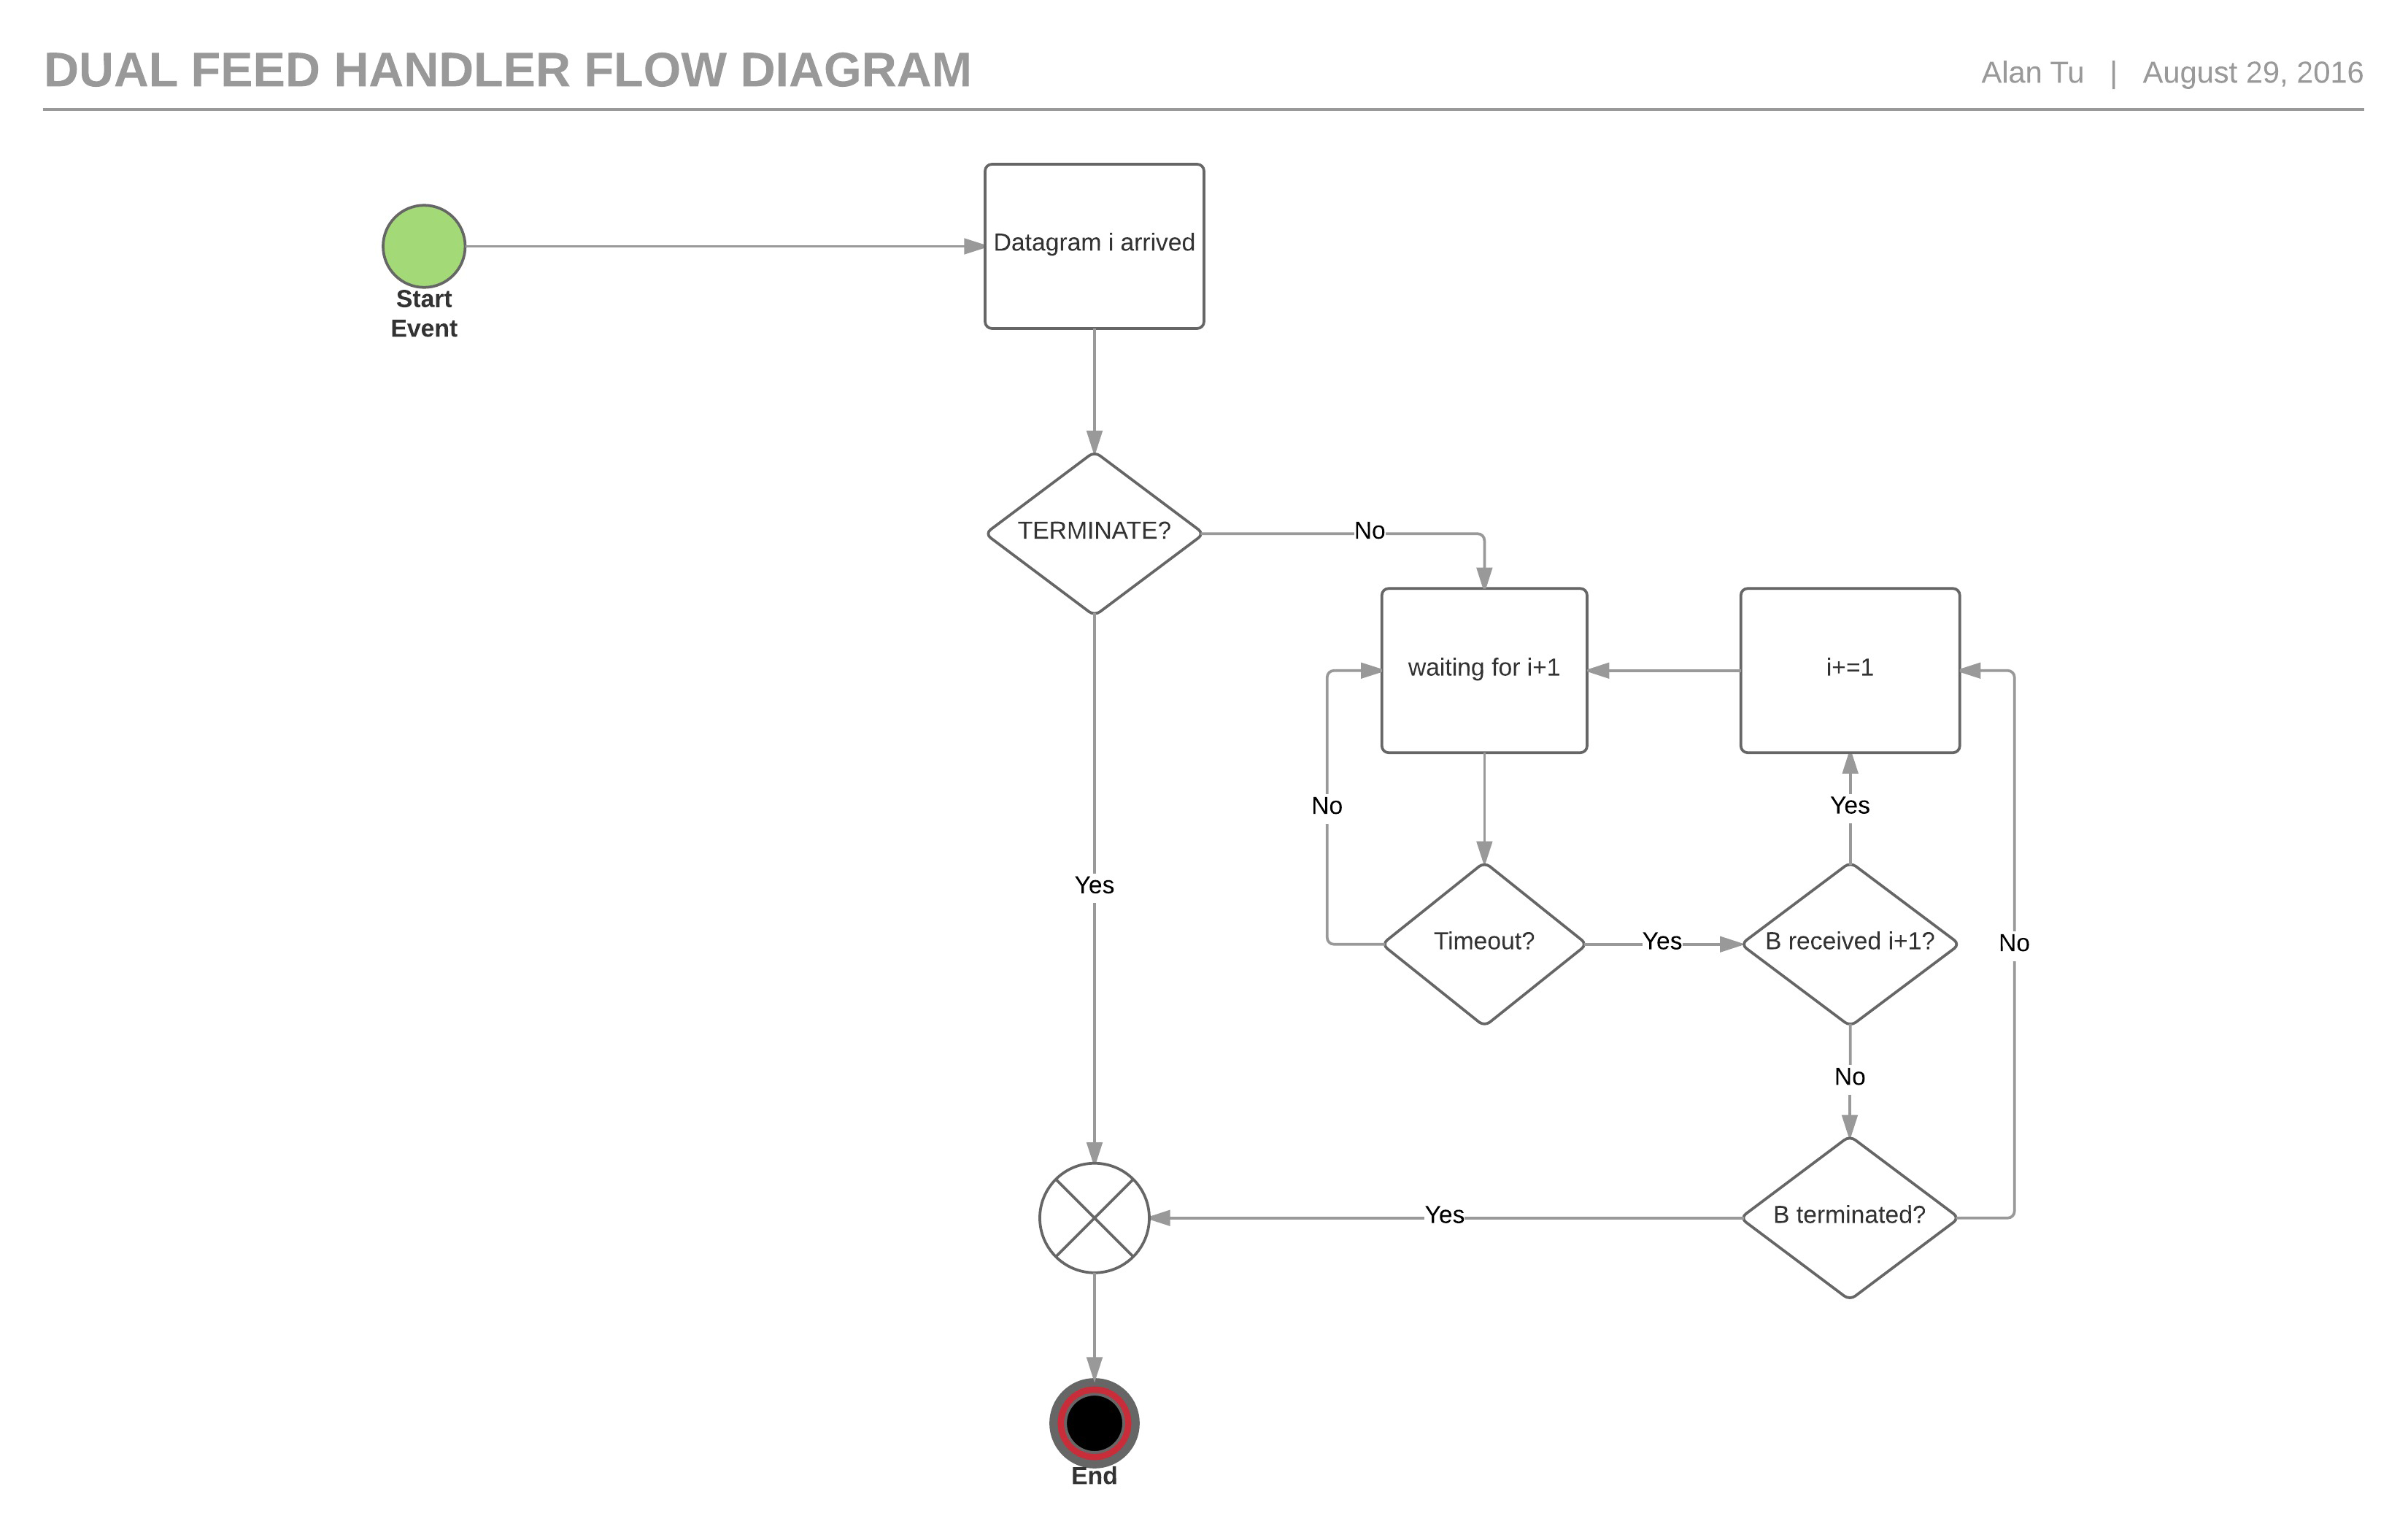 DUAL FEED HANDLER FLOW DIAGRAM
Alan Tu | August 29, 2016
Datagram i arrived
Start
Event
TERMINATE?
No
waiting for i+1
i+=1
No
Yes
Yes
Timeout?
Yes
B received i+1?
No
No
Yes
B terminated?
End